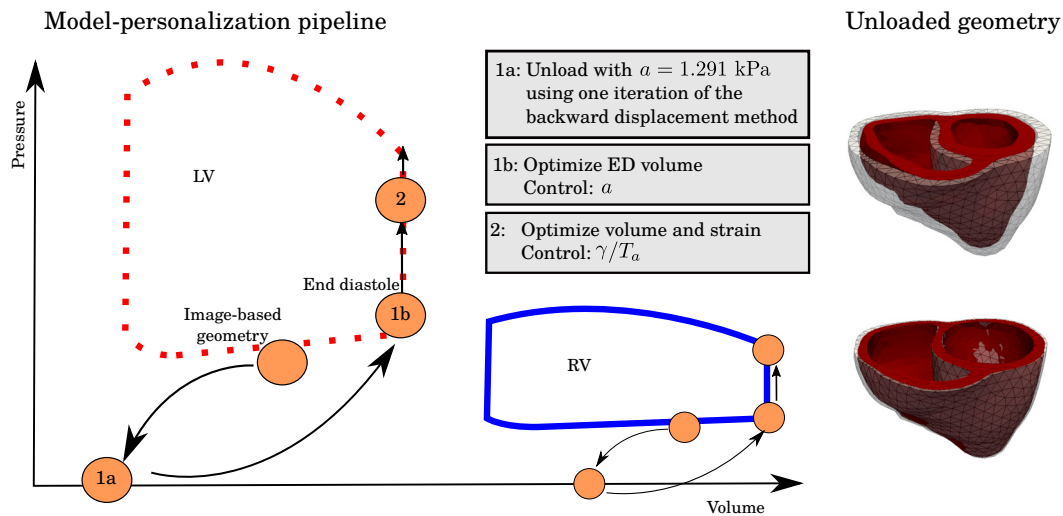 Model-personalization pipeline
Unloaded geometry
Pressure
LV
2
End diastole
1b
Image-based
geometry
1a
1a: Unload with a = 1.291 kPa
using one iteration of the
backward displacement method
1b: Optimize ED volume
Control: a
2: Optimize volume and strain
Control: γ/Tₐ
RV
Volume